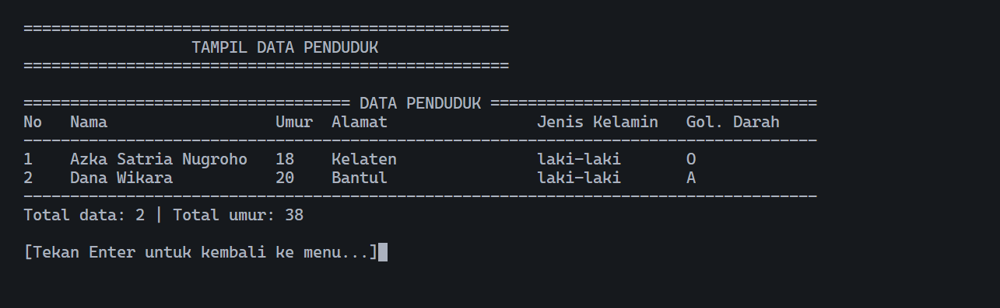 ====================================================
TAMPIL DATA PENDUDUK
====================================================
=================================== DATA PENDUDUK ===================================
No   Nama                  Umur  Alamat                Jenis Kelamin   Gol. Darah
-------------------------------------------------------------------------------------
1    Azka Satria Nugroho   18    Kelaten               laki-laki       O
2    Dana Wikara           20    Bantul                laki-laki       A
-------------------------------------------------------------------------------------
Total data: 2 | Total umur: 38
[Tekan Enter untuk kembali ke menu...]